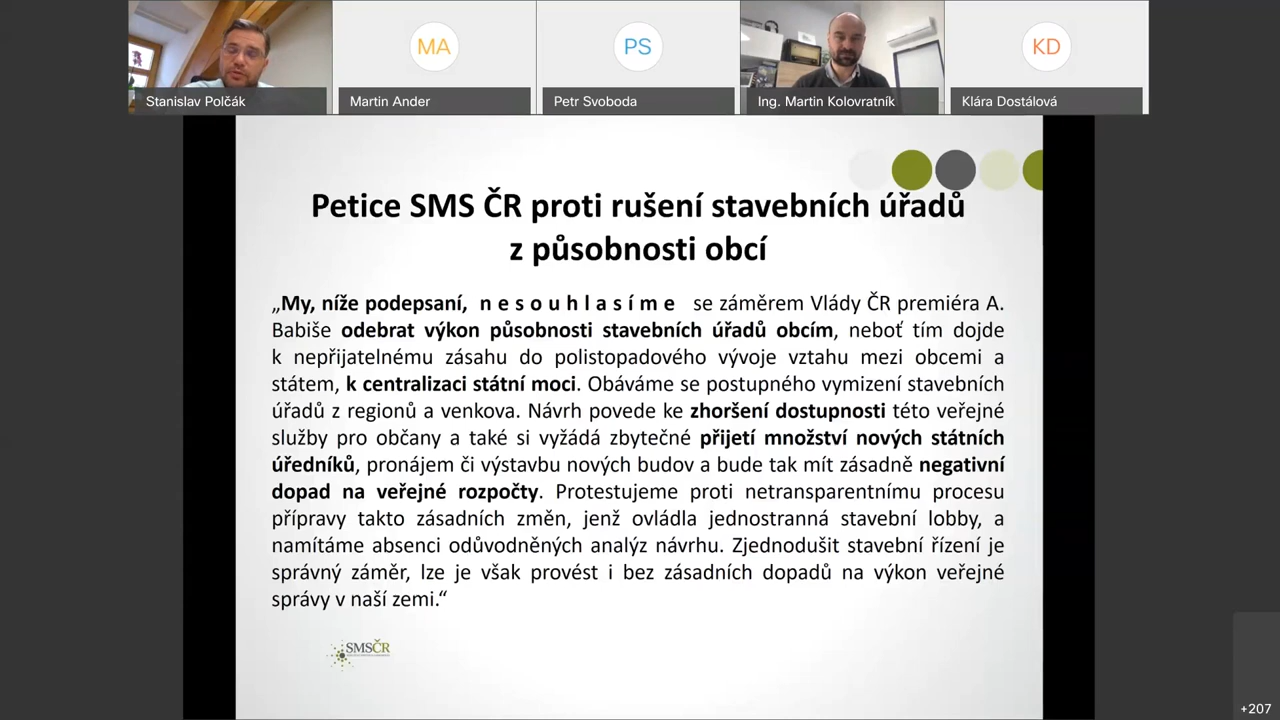 MA
PS
KD
Stanislav Polčák
Martin Ander
Petr Svoboda
Ing. Martin Kolovratník
Klára Dostálová
Petice SMS ČR proti rušení stavebních úřadů
z působnosti obcí
„My, níže podepsaní, n e s o u h l a s í m e se záměrem Vlády ČR premiéra A.
Babiše odebrat výkon působnosti stavebních úřadů obcím, neboť tím dojde
k nepřijatelnému zásahu do polistopadového vývoje vztahu mezi obcemi a
státem, k centralizaci státní moci. Obáváme se postupného vymizení stavebních
úřadů z regionů a venkova. Návrh povede ke zhoršení dostupnosti této veřejné
služby pro občany a také si vyžádá zbytečné přijetí množství nových státních
úředníků, pronájem či výstavbu nových budov a bude tak mít zásadně negativní
dopad na veřejné rozpočty. Protestujeme proti netransparentnímu procesu
přípravy takto zásadních změn, jenž ovládla jednostranná stavební lobby, a
namítáme absenci odůvodněných analýz návrhu. Zjednodušit stavební řízení je
správný záměr, lze je však provést i bez zásadních dopadů na výkon veřejné
správy v naší zemi.“
SMSČR
+207